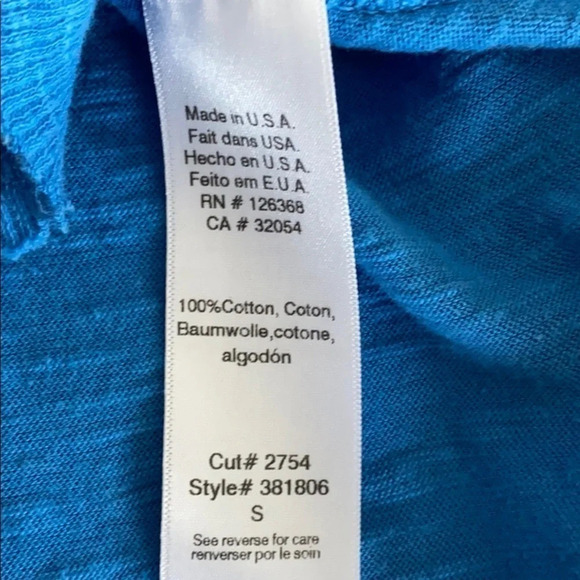 Made in U.S.A.
Fait dans USA.
Hecho en U.S.A.
Feito em E.U.A.
RN # 126368
CA # 32054
100%Cotton, Coton,
Baumwolle,cotone,
algodón
Cut# 2754
Style# 381806
S
See reverse for care
renverser por le soin